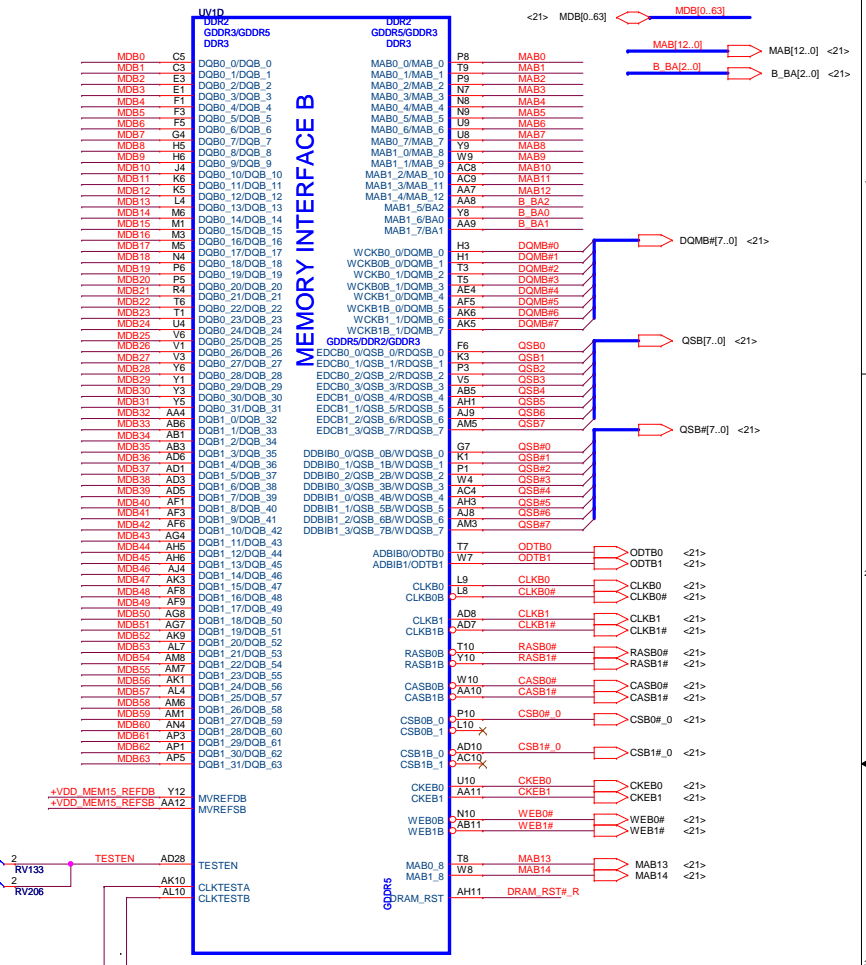 UV1D
DDR2 DDR2
GDDR3/GDDR5 GDDR5/GDDR3
DDR3 DDR3
MEMORY INTERFACE B
<21> MDB[0..63] MDB[0..63]
MAB[12..0] MAB[12..0] <21>
B_BA[2..0] B_BA[2..0] <21>
MDB0 C5 DQB0_0/DQB_0
MDB1 C3 DQB0_1/DQB_1
MDB2 E3 DQB0_2/DQB_2
MDB3 E1 DQB0_3/DQB_3
MDB4 F1 DQB0_4/DQB_4
MDB5 F3 DQB0_5/DQB_5
MDB6 F5 DQB0_6/DQB_6
MDB7 G4 DQB0_7/DQB_7
MDB8 H5 DQB0_8/DQB_8
MDB9 H6 DQB0_9/DQB_9
MDB10 J4 DQB0_10/DQB_10
MDB11 K6 DQB0_11/DQB_11
MDB12 K5 DQB0_12/DQB_12
MDB13 L4 DQB0_13/DQB_13
MDB14 M6 DQB0_14/DQB_14
MDB15 M1 DQB0_15/DQB_15
MDB16 M3 DQB0_16/DQB_16
MDB17 M5 DQB0_17/DQB_17
MDB18 N4 DQB0_18/DQB_18
MDB19 P6 DQB0_19/DQB_19
MDB20 P5 DQB0_20/DQB_20
MDB21 R4 DQB0_21/DQB_21
MDB22 T6 DQB0_22/DQB_22
MDB23 T1 DQB0_23/DQB_23
MDB24 U4 DQB0_24/DQB_24
MDB25 V6 DQB0_25/DQB_25
MDB26 V1 DQB0_26/DQB_26
MDB27 V3 DQB0_27/DQB_27
MDB28 Y6 DQB0_28/DQB_28
MDB29 Y1 DQB0_29/DQB_29
MDB30 Y3 DQB0_30/DQB_30
MDB31 Y5 DQB0_31/DQB_31
MDB32 AA4 DQB1_0/DQB_32
MDB33 AB6 DQB1_1/DQB_33
MDB34 AB1 DQB1_2/DQB_34
MDB35 AB3 DQB1_3/DQB_35
MDB36 AD6 DQB1_4/DQB_36
MDB37 AD1 DQB1_5/DQB_37
MDB38 AD3 DQB1_6/DQB_38
MDB39 AD5 DQB1_7/DQB_39
MDB40 AF1 DQB1_8/DQB_40
MDB41 AF3 DQB1_9/DQB_41
MDB42 AF6 DQB1_10/DQB_42
MDB43 AG4 DQB1_11/DQB_43
MDB44 AH5 DQB1_12/DQB_44
MDB45 AH6 DQB1_13/DQB_45
MDB46 AJ4 DQB1_14/DQB_46
MDB47 AK3 DQB1_15/DQB_47
MDB48 AF8 DQB1_16/DQB_48
MDB49 AF9 DQB1_17/DQB_49
MDB50 AG8 DQB1_18/DQB_50
MDB51 AG7 DQB1_19/DQB_51
MDB52 AK9 DQB1_20/DQB_52
MDB53 AL7 DQB1_21/DQB_53
MDB54 AM8 DQB1_22/DQB_54
MDB55 AM7 DQB1_23/DQB_55
MDB56 AK1 DQB1_24/DQB_56
MDB57 AL4 DQB1_25/DQB_57
MDB58 AM6 DQB1_26/DQB_58
MDB59 AM1 DQB1_27/DQB_59
MDB60 AN4 DQB1_28/DQB_60
MDB61 AP3 DQB1_29/DQB_61
MDB62 AP1 DQB1_30/DQB_62
MDB63 AP5 DQB1_31/DQB_63
+VDD_MEM15_REFDB Y12 MVREFDB
+VDD_MEM15_REFSB AA12 MVREFSB
2 RV133
TESTEN AD28 TESTEN
2 RV206
AK10 CLKTESTA
AL10 CLKTESTB
MAB0_0/MAB_0 P8 MAB0
MAB0_1/MAB_1 T9 MAB1
MAB0_2/MAB_2 P9 MAB2
MAB0_3/MAB_3 N7 MAB3
MAB0_4/MAB_4 N8 MAB4
MAB0_5/MAB_5 N9 MAB5
MAB0_6/MAB_6 U9 MAB6
MAB0_7/MAB_7 U8 MAB7
MAB1_0/MAB_8 Y9 MAB8
MAB1_1/MAB_9 W9 MAB9
MAB1_2/MAB_10 AC8 MAB10
MAB1_3/MAB_11 AC9 MAB11
MAB1_4/MAB_12 AA7 MAB12
MAB1_5/BA2 AA8 B_BA2
MAB1_6/BA0 Y8 B_BA0
MAB1_7/BA1 AA9 B_BA1
WCKB0_0/DQMB_0 H3 DQMB#0 DQMB#[7..0] <21>
WCKB0B_0/DQMB_1 H1 DQMB#1
WCKB0_1/DQMB_2 T3 DQMB#2
WCKB0B_1/DQMB_3 T5 DQMB#3
WCKB1_0/DQMB_4 AE4 DQMB#4
WCKB1B_0/DQMB_5 AF5 DQMB#5
WCKB1_1/DQMB_6 AK6 DQMB#6
WCKB1B_1/DQMB_7 AK5 DQMB#7
GDDR5/DDR2/GDDR3
EDCB0_0/QSB_0/RDQSB_0 F6 QSB0 QSB[7..0] <21>
EDCB0_1/QSB_1/RDQSB_1 K3 QSB1
EDCB0_2/QSB_2/RDQSB_2 P3 QSB2
EDCB0_3/QSB_3/RDQSB_3 V5 QSB3
EDCB1_0/QSB_4/RDQSB_4 AB5 QSB4
EDCB1_1/QSB_5/RDQSB_5 AH1 QSB5
EDCB1_2/QSB_6/RDQSB_6 AJ9 QSB6
EDCB1_3/QSB_7/RDQSB_7 AM5 QSB7
DDBIB0_0/QSB_0B/WDQSB_0 G7 QSB#0 QSB#[7..0] <21>
DDBIB0_1/QSB_1B/WDQSB_1 K1 QSB#1
DDBIB0_2/QSB_2B/WDQSB_2 P1 QSB#2
DDBIB0_3/QSB_3B/WDQSB_3 W4 QSB#3
DDBIB1_0/QSB_4B/WDQSB_4 AC4 QSB#4
DDBIB1_1/QSB_5B/WDQSB_5 AH3 QSB#5
DDBIB1_2/QSB_6B/WDQSB_6 AJ8 QSB#6
DDBIB1_3/QSB_7B/WDQSB_7 AM3 QSB#7
ADBIB0/ODTB0 T7 ODTB0 ODTB0 <21>
ADBIB1/ODTB1 W7 ODTB1 ODTB1 <21>
CLKB0 L9 CLKB0 CLKB0 <21>
CLKB0B L8 CLKB0# CLKB0# <21>
CLKB1 AD8 CLKB1 CLKB1 <21>
CLKB1B AD7 CLKB1# CLKB1# <21>
RASB0B T10 RASB0# RASB0# <21>
RASB1B Y10 RASB1# RASB1# <21>
CASB0B W10 CASB0# CASB0# <21>
CASB1B AA10 CASB1# CASB1# <21>
CSB0B_0 P10 CSB0#_0 CSB0#_0 <21>
CSB0B_1 L10
CSB1B_0 AD10 CSB1#_0 CSB1#_0 <21>
CSB1B_1 AC10
CKEB0 U10 CKEB0 CKEB0 <21>
CKEB1 AA11 CKEB1 CKEB1 <21>
WEB0B N10 WEB0# WEB0# <21>
WEB1B AB11 WEB1# WEB1# <21>
MAB0_8 T8 MAB13 MAB13 <21>
MAB1_8 W8 MAB14 MAB14 <21>
GDDR5
DRAM_RST AH11 DRAM_RST#_R